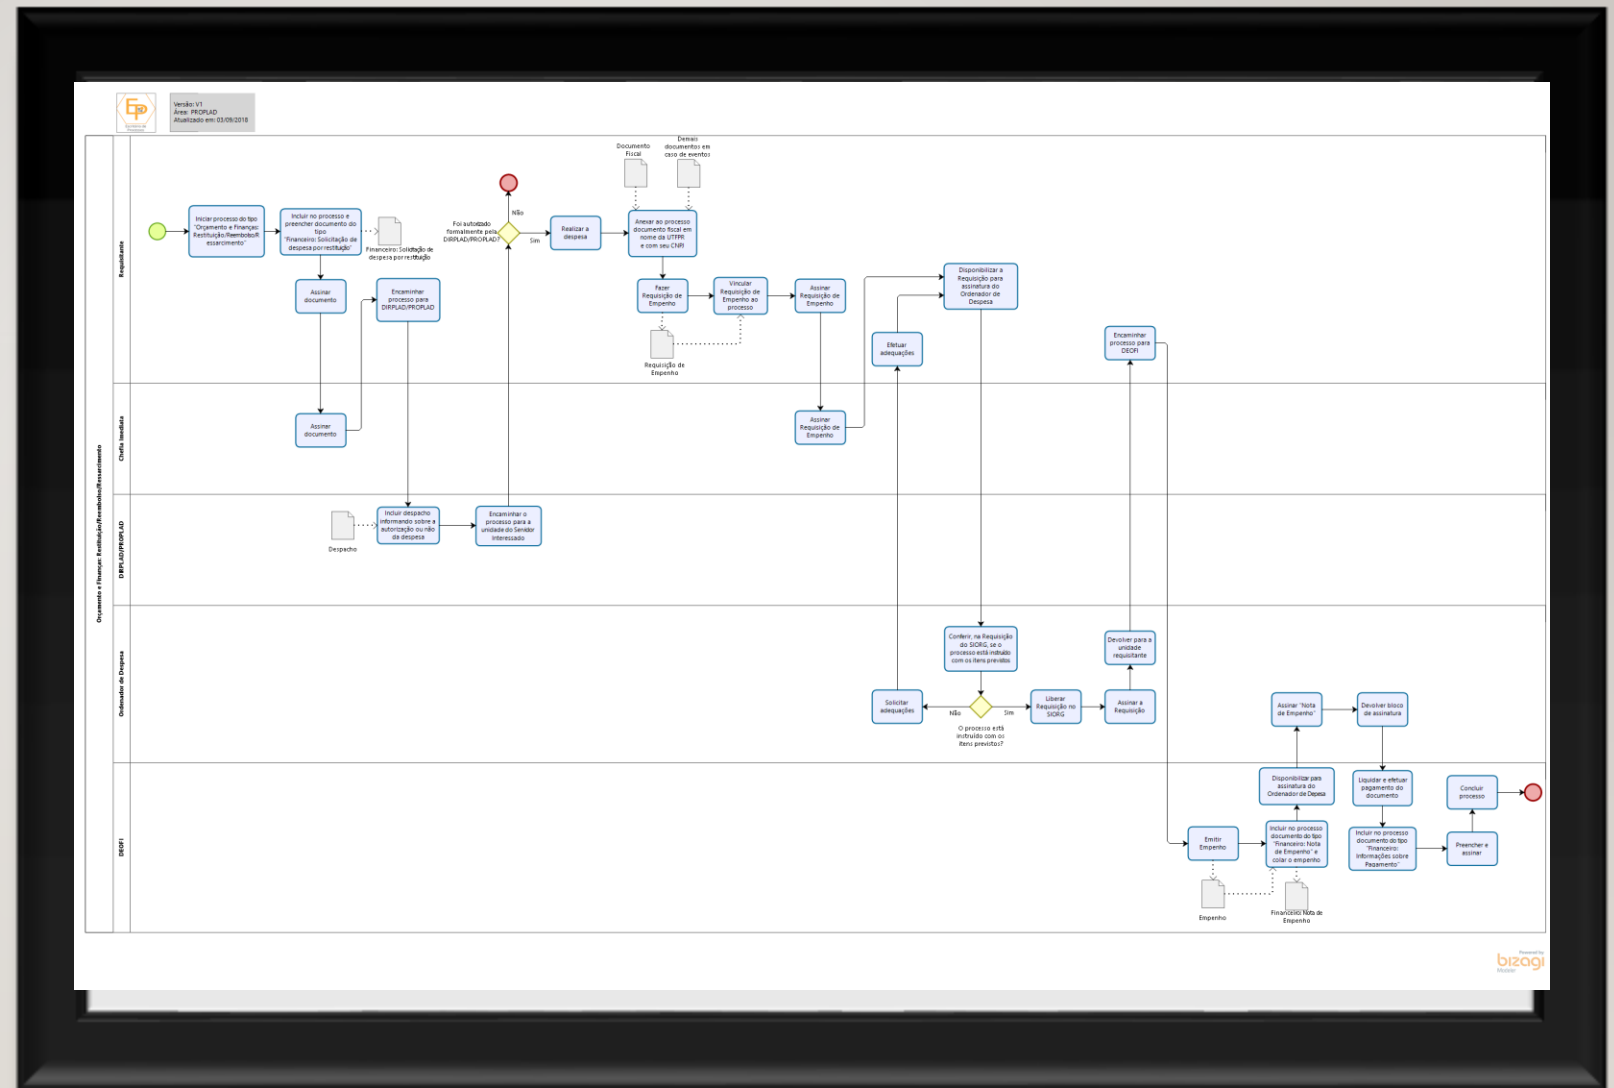 EP
Escritório de
Processos
Versão: V1
Área: PROPLAD
Atualizado em: 03/09/2018
Orçamento e Finanças: Restituição/Reembolso/Ressarcimento
Requisitante
Iniciar processo do tipo
"Orçamento e Finanças:
Restituição/Reembolso/R
essarcimento"
Incluir no processo e
preencher documento do
tipo
"Financeiro: Solicitação de
despesa por restituição"
Financeiro: Solicitação de
despesa por restituição
Assinar
documento
Encaminhar
processo para
DIRPLAD/PROPLAD
Foi autorizado
formalmente pela
DIRPLAD/PROPLAD?
Não
Sim
Realizar a
despesa
Documento
Fiscal
Demais
documentos em
caso de eventos
Anexar ao processo
documento fiscal em
nome da UTFPR
e com seu CNPJ
Fazer
Requisição de
Empenho
Vincular
Requisição de
Empenho ao
processo
Assinar
Requisição de
Empenho
Requisição de
Empenho
Efetuar
adequações
Disponibilizar a
Requisição para
assinatura do
Ordenador de
Despesa
Encaminhar
processo para
DEOFI
Chefia Imediata
Assinar
documento
Assinar
Requisição de
Empenho
DIRPLAD/PROPLAD
Despacho
Incluir despacho
informando sobre a
autorização ou não
da despesa
Encaminhar o
processo para a
unidade do Servidor
Interessado
Ordenador de Despesa
Conferir, na Requisição
do SIORG, se o
processo está instruído
com os itens previstos
Devolver para a
unidade
requisitante
Solicitar
adequações
Não
Sim
O processo está
instruído com os
itens previstos?
Liberar
Requisição no
SIORG
Assinar a
Requisição
Assinar "Nota
de Empenho"
Devolver bloco
de assinatura
DEOFI
Disponibilizar para
assinatura do
Ordenador de Depesa
Liquidar e efetuar
pagamento do
documento
Concluir
processo
Emitir
Empenho
Incluir no processo
documento do tipo
"Financeiro: Nota
de Empenho" e
colar o empenho
Incluir no processo
documento do tipo
"Financeiro:
Informações sobre
Pagamento"
Preencher e
assinar
Empenho
Financeiro: Nota de
Empenho
Powered by
bizagi
Modeler